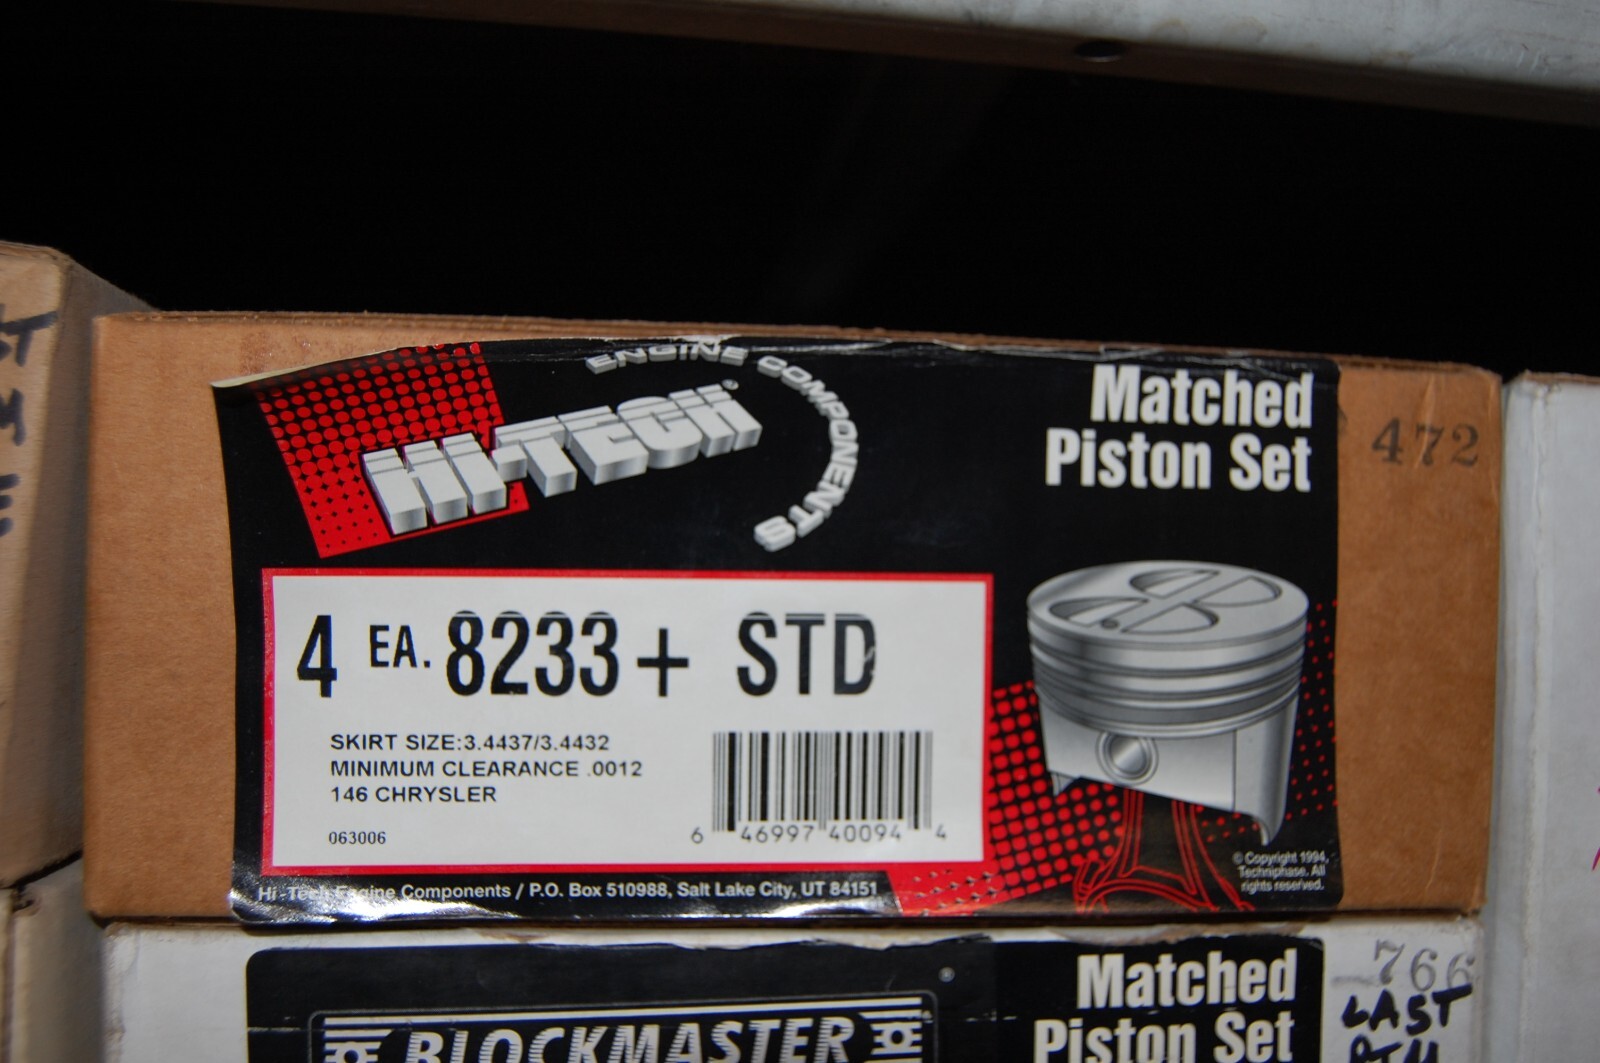 ENGINE COMPONENTS
HI-TECH®
Matched
Piston Set
472
4 EA. 8233+ STD
SKIRT SIZE:3.4437/3.4432
MINIMUM CLEARANCE .0012
146 CHRYSLER
063006
6 46997 40094 4
© Copyright 1994,
Techniphase. All
rights reserved.
Hi-Tech Engine Components / P.O. Box 510988, Salt Lake City, UT 84151
BLOCKMASTER
Matched
Piston Set
766
LAST